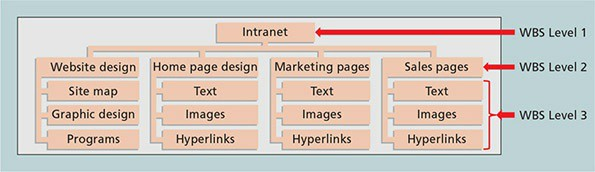 Intranet WBS Level 1
Website design Home page design Marketing pages Sales pages WBS Level 2
Site map Text Text Text
Graphic design Images Images Images WBS Level 3
Programs Hyperlinks Hyperlinks Hyperlinks